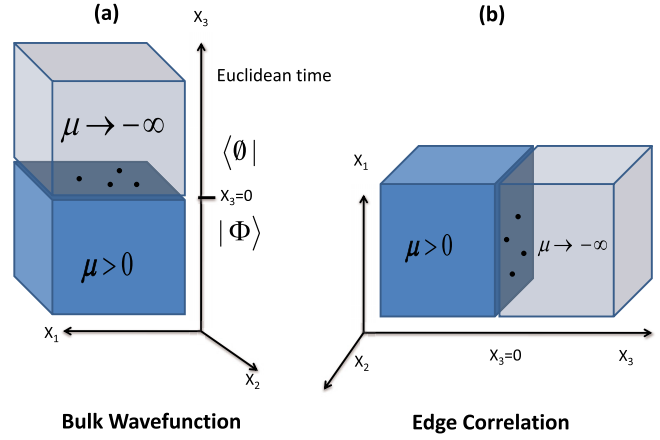 (a)
X3
Euclidean time
μ → −∞
⟨∅|
X3=0
|Φ⟩
μ > 0
X1
X2
Bulk Wavefunction
(b)
X1
μ > 0
μ → −∞
X2
X3=0
X3
Edge Correlation